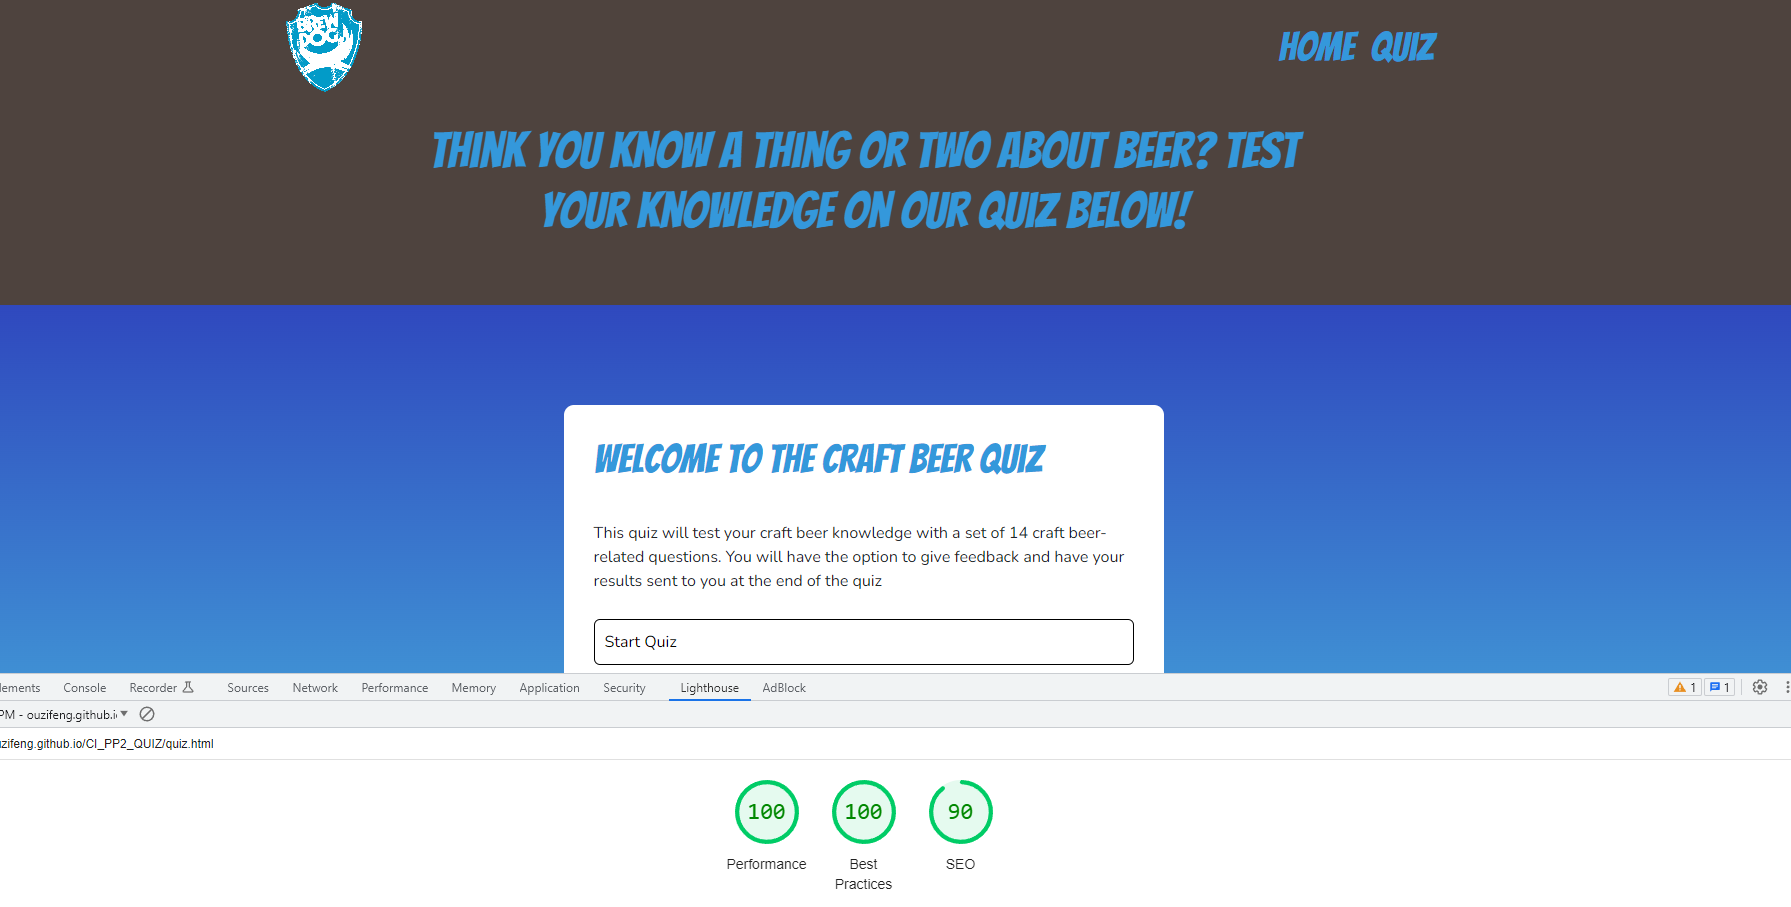 BREW
DOG
HOME QUIZ
THINK YOU KNOW A THING OR TWO ABOUT BEER? TEST
YOUR KNOWLEDGE ON OUR QUIZ BELOW!
WELCOME TO THE CRAFT BEER QUIZ
This quiz will test your craft beer knowledge with a set of 14 craft beer-
related questions. You will have the option to give feedback and have your
results sent to you at the end of the quiz
Start Quiz
lements Console Recorder Sources Network Performance Memory Application Security Lighthouse AdBlock 1 1
PM - ouzifeng.github.i
zifeng.github.io/CI_PP2_QUIZ/quiz.html
100 100 90
Performance Best Practices SEO